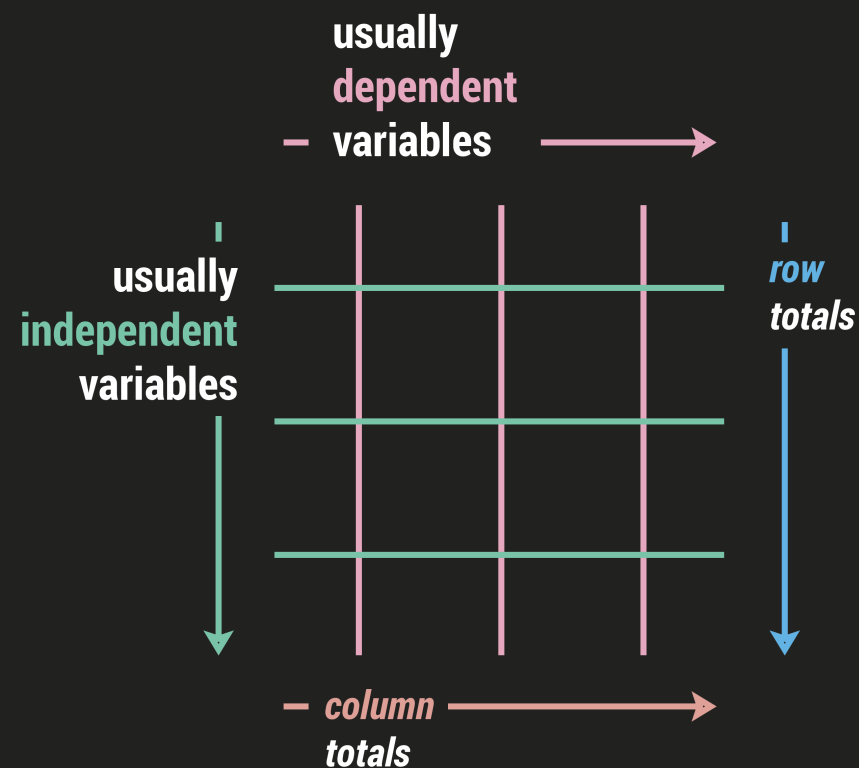 usually
dependent
variables
usually
independent
variables
row
totals
column
totals